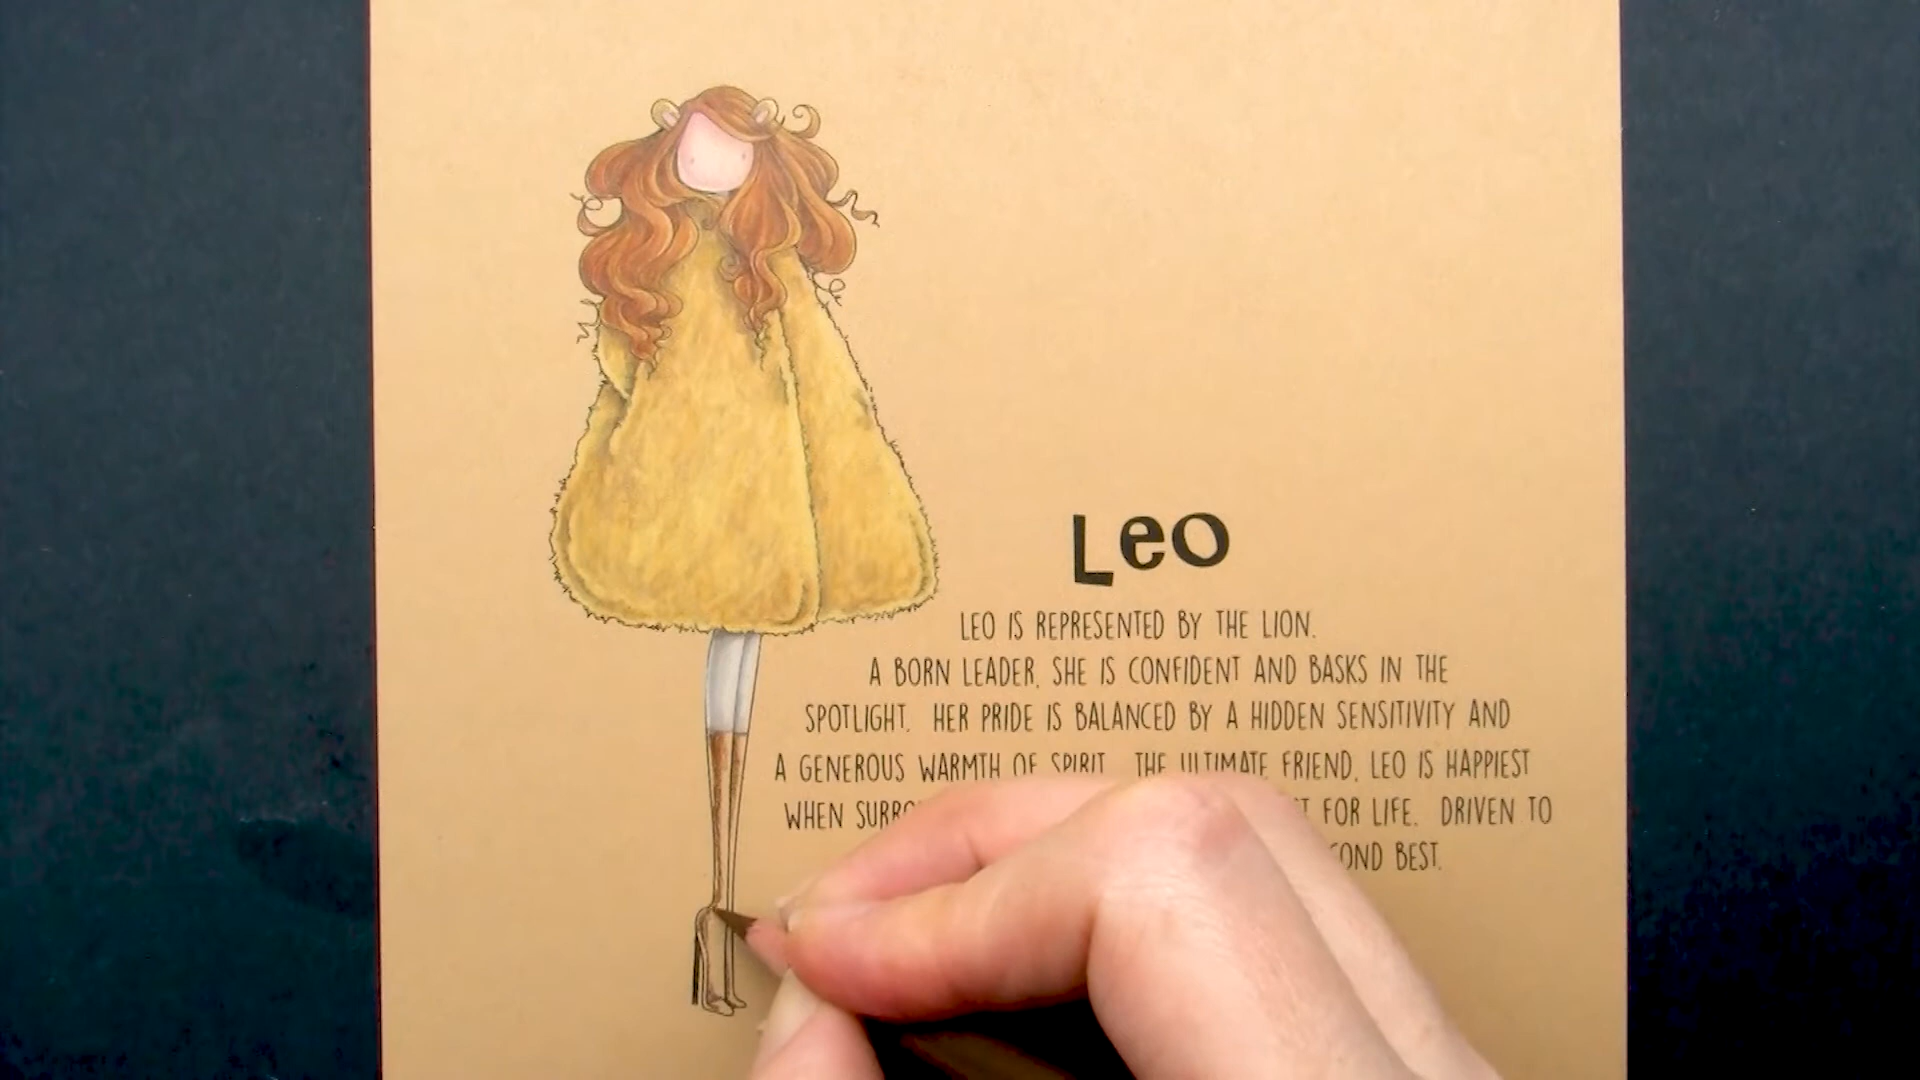 Leo
LEO IS REPRESENTED BY THE LION.
A BORN LEADER, SHE IS CONFIDENT AND BASKS IN THE
SPOTLIGHT. HER PRIDE IS BALANCED BY A HIDDEN SENSITIVITY AND
A GENEROUS WARMTH OF SPIRIT. THE ULTIMATE FRIEND, LEO IS HAPPIEST
WHEN FOR LIFE. DRIVEN TO
BEST.